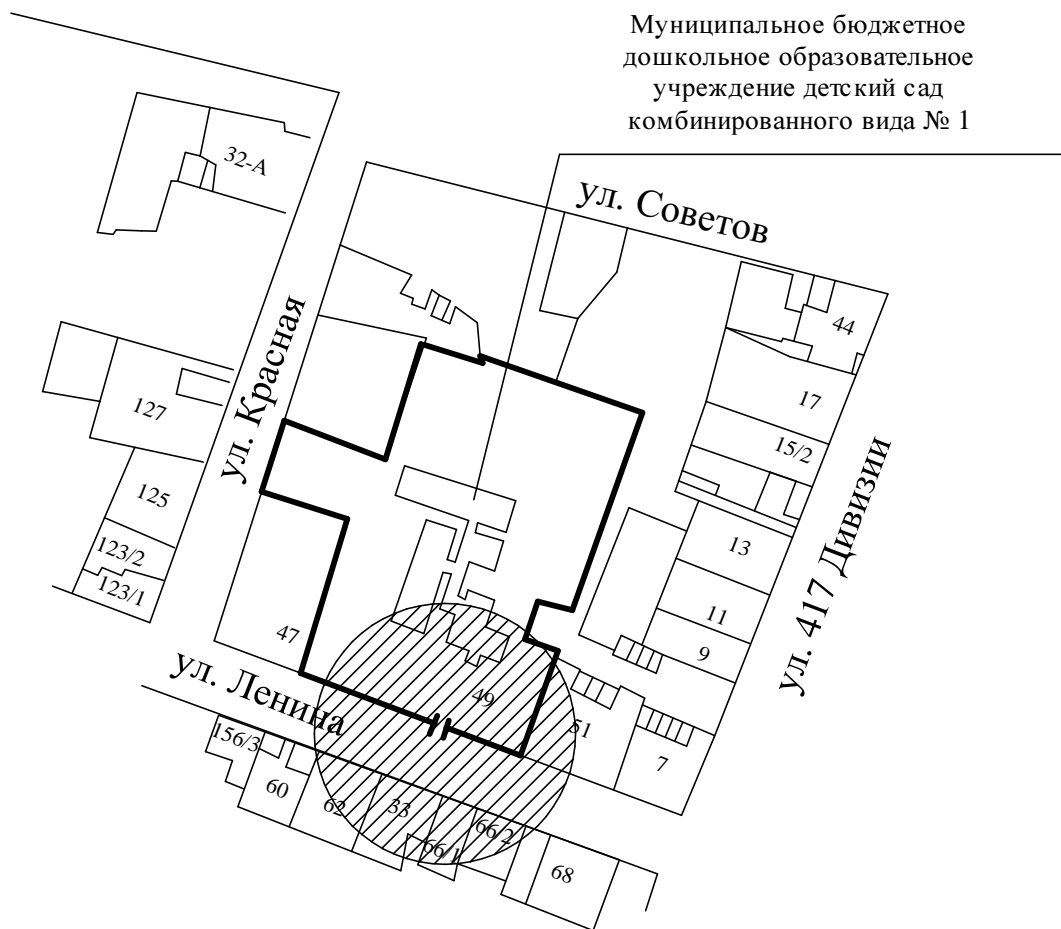 Муниципальное бюджетное
дошкольное образовательное
учреждение детский сад
комбинированного вида № 1
ул. Советов
32-А
44
ул. Красная
17
127
15/2
125
13
123/2
123/1
11
9
ул. 417 Дивизии
47
ул. Ленина
49
51
7
156/3
60
62
33
66/1
66/2
68